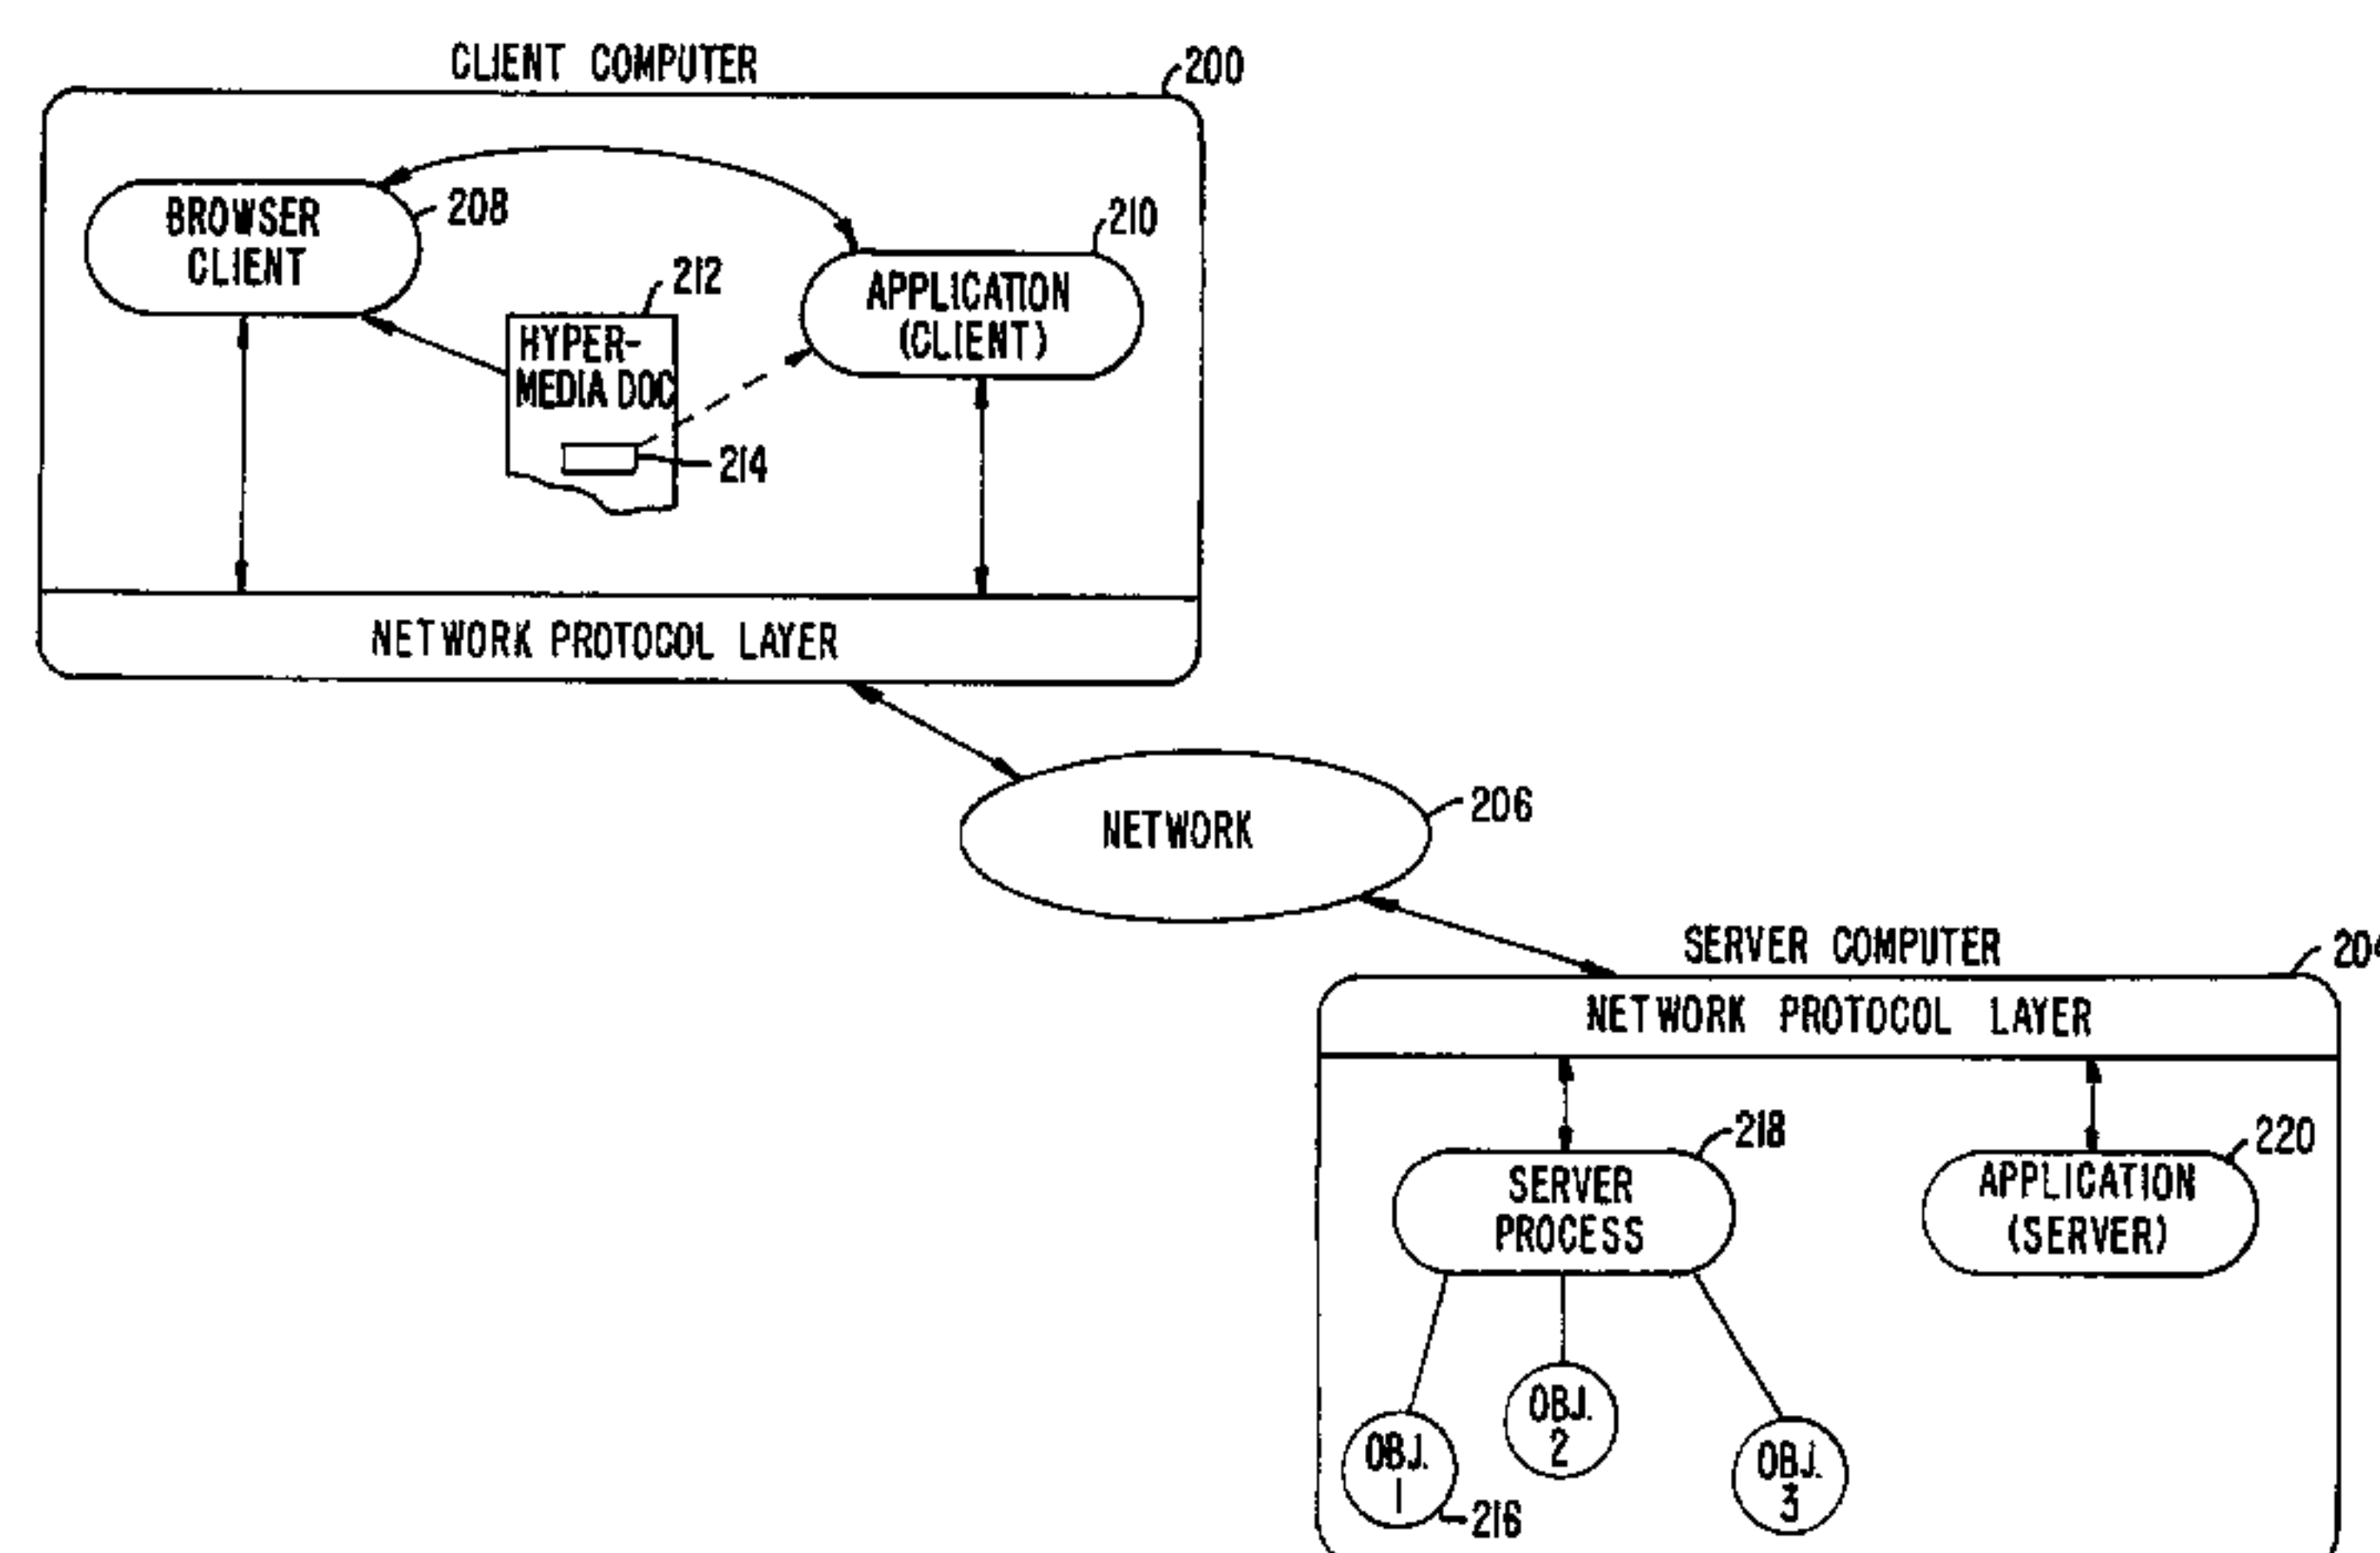 CLIENT COMPUTER
200
BROWSER
CLIENT
208
210
APPLICATION
(CLIENT)
212
HYPER-
MEDIA DOC
214
NETWORK PROTOCOL LAYER
NETWORK
206
SERVER COMPUTER
204
NETWORK PROTOCOL LAYER
218
SERVER
PROCESS
220
APPLICATION
(SERVER)
OBJ.
1
216
OBJ.
2
OBJ.
3